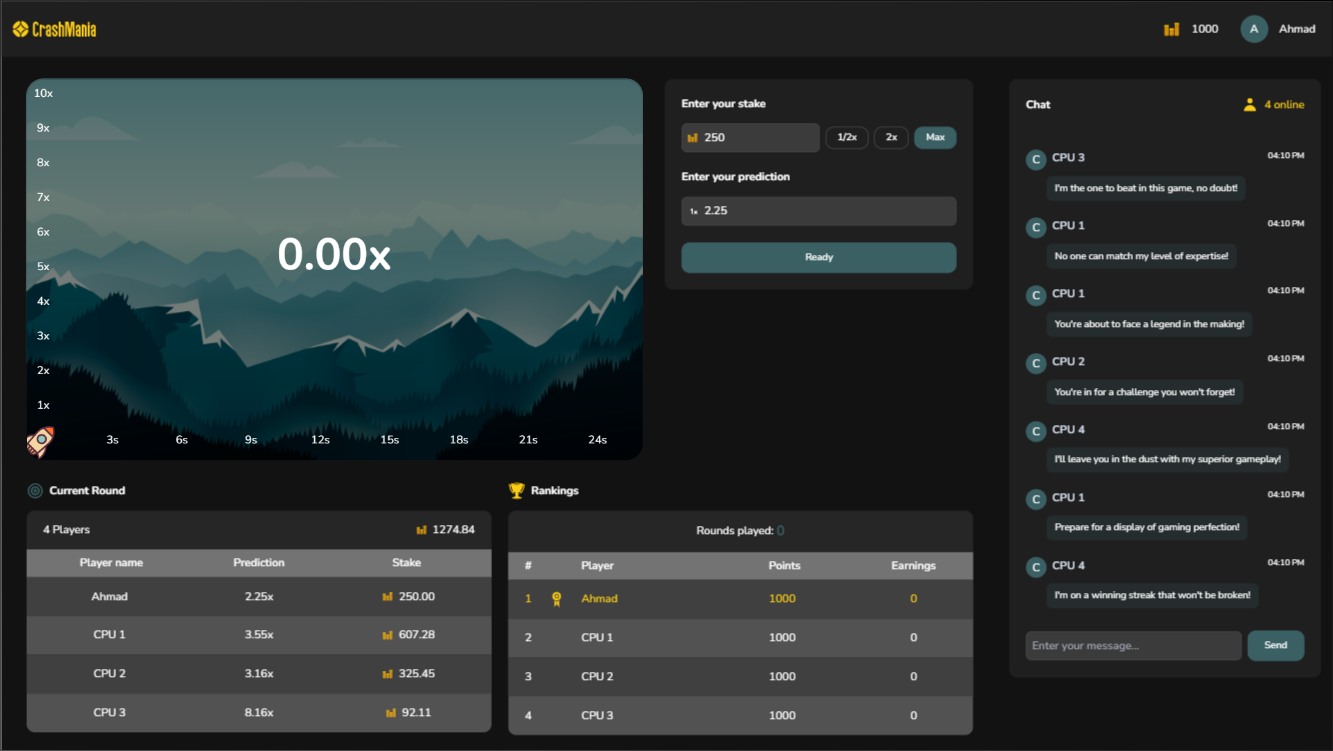 CrashMania
1000 A Ahmad
10x
9x
8x
7x
6x
5x
4x
3x
2x
1x
0.00x
3s 6s 9s 12s 15s 18s 21s 24s
Enter your stake
250 1/2x 2x Max
Enter your prediction
1x 2.25
Ready
Current Round
4 Players 1274.84
Player name Prediction Stake
Ahmad 2.25x 250.00
CPU 1 3.55x 607.28
CPU 2 3.16x 325.45
CPU 3 8.16x 92.11
Rankings
Rounds played: 0
# Player Points Earnings
1 Ahmad 1000 0
2 CPU 1 1000 0
3 CPU 2 1000 0
4 CPU 3 1000 0
Chat 4 online
C CPU 3 04:10 PM
I'm the one to beat in this game, no doubt!
C CPU 1 04:10 PM
No one can match my level of expertise!
C CPU 1 04:10 PM
You're about to face a legend in the making!
C CPU 2 04:10 PM
You're in for a challenge you won't forget!
C CPU 4 04:10 PM
I'll leave you in the dust with my superior gameplay!
C CPU 1 04:10 PM
Prepare for a display of gaming perfection!
C CPU 4 04:10 PM
I'm on a winning streak that won't be broken!
Enter your message... Send